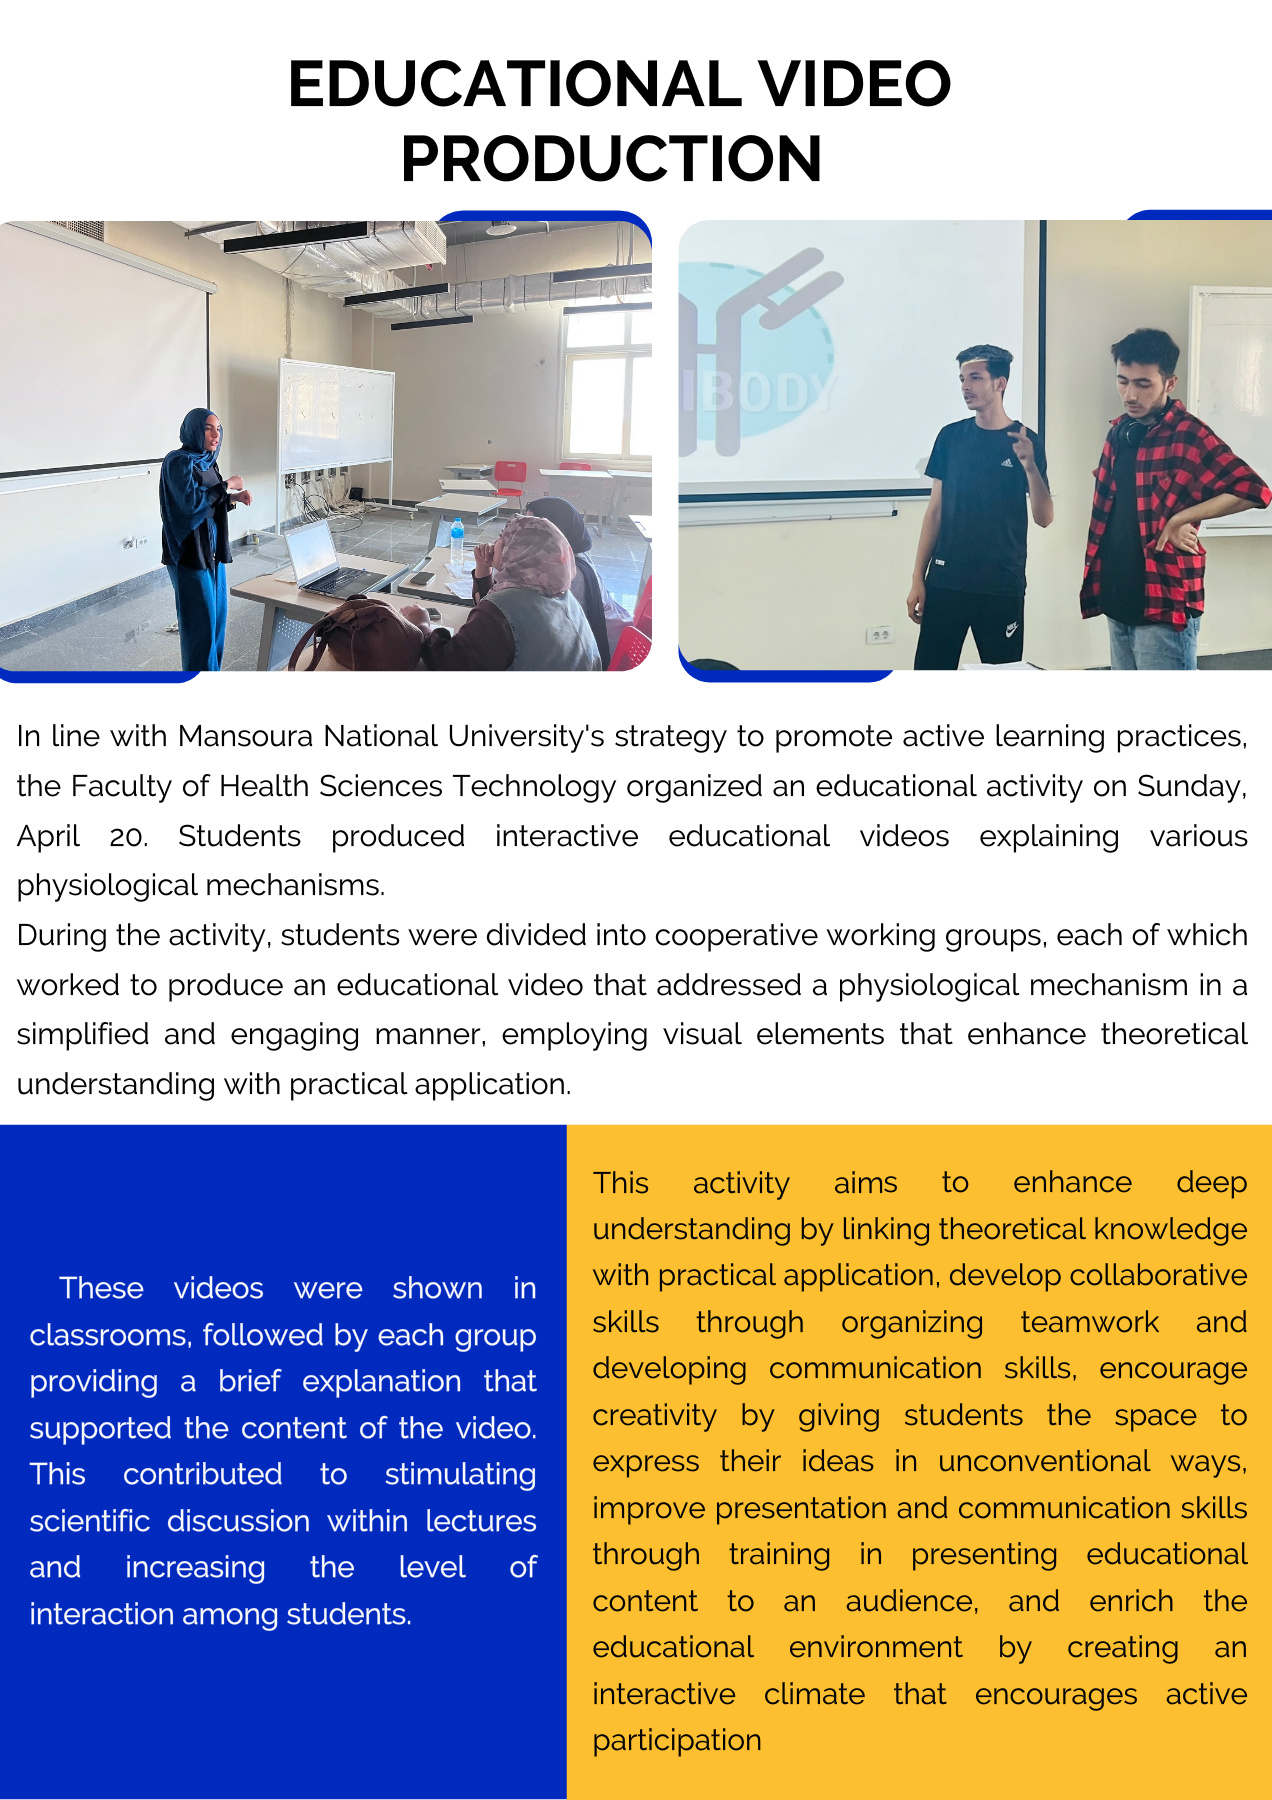 EDUCATIONAL VIDEO
PRODUCTION
IBODY
In line with Mansoura National University's strategy to promote active learning practices,
the Faculty of Health Sciences Technology organized an educational activity on Sunday,
April 20. Students produced interactive educational videos explaining various
physiological mechanisms.
During the activity, students were divided into cooperative working groups, each of which
worked to produce an educational video that addressed a physiological mechanism in a
simplified and engaging manner, employing visual elements that enhance theoretical
understanding with practical application.
These videos were shown in
classrooms, followed by each group
providing a brief explanation that
supported the content of the video.
This contributed to stimulating
scientific discussion within lectures
and increasing the level of
interaction among students.
This activity aims to enhance deep
understanding by linking theoretical knowledge
with practical application, develop collaborative
skills through organizing teamwork and
developing communication skills, encourage
creativity by giving students the space to
express their ideas in unconventional ways,
improve presentation and communication skills
through training in presenting educational
content to an audience, and enrich the
educational environment by creating an
interactive climate that encourages active
participation